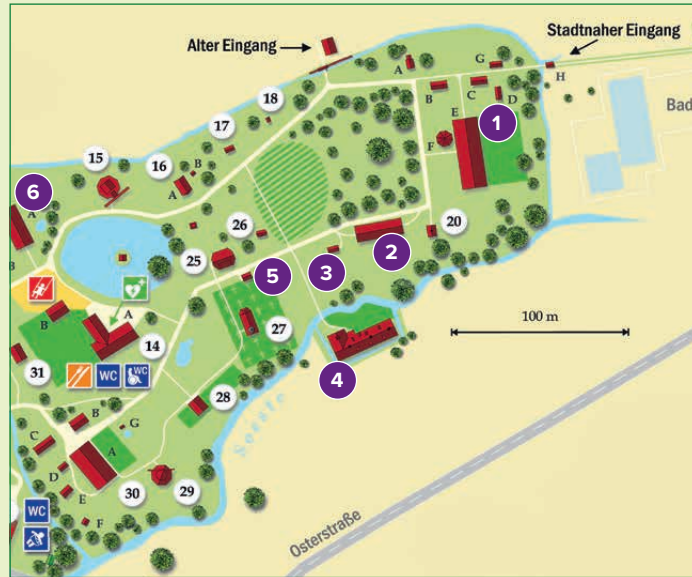 Alter Eingang
Stadtnaher Eingang
A
G
H
B
C
D
E
F
1
Bad
18
17
15
16
B
A
6
A
B
26
25
20
2
3
5
4
100 m
B
A
14
27
31
WC
WC
28
Soeste
B
G
C
A
D
E
F
30
29
WC
Osterstraße